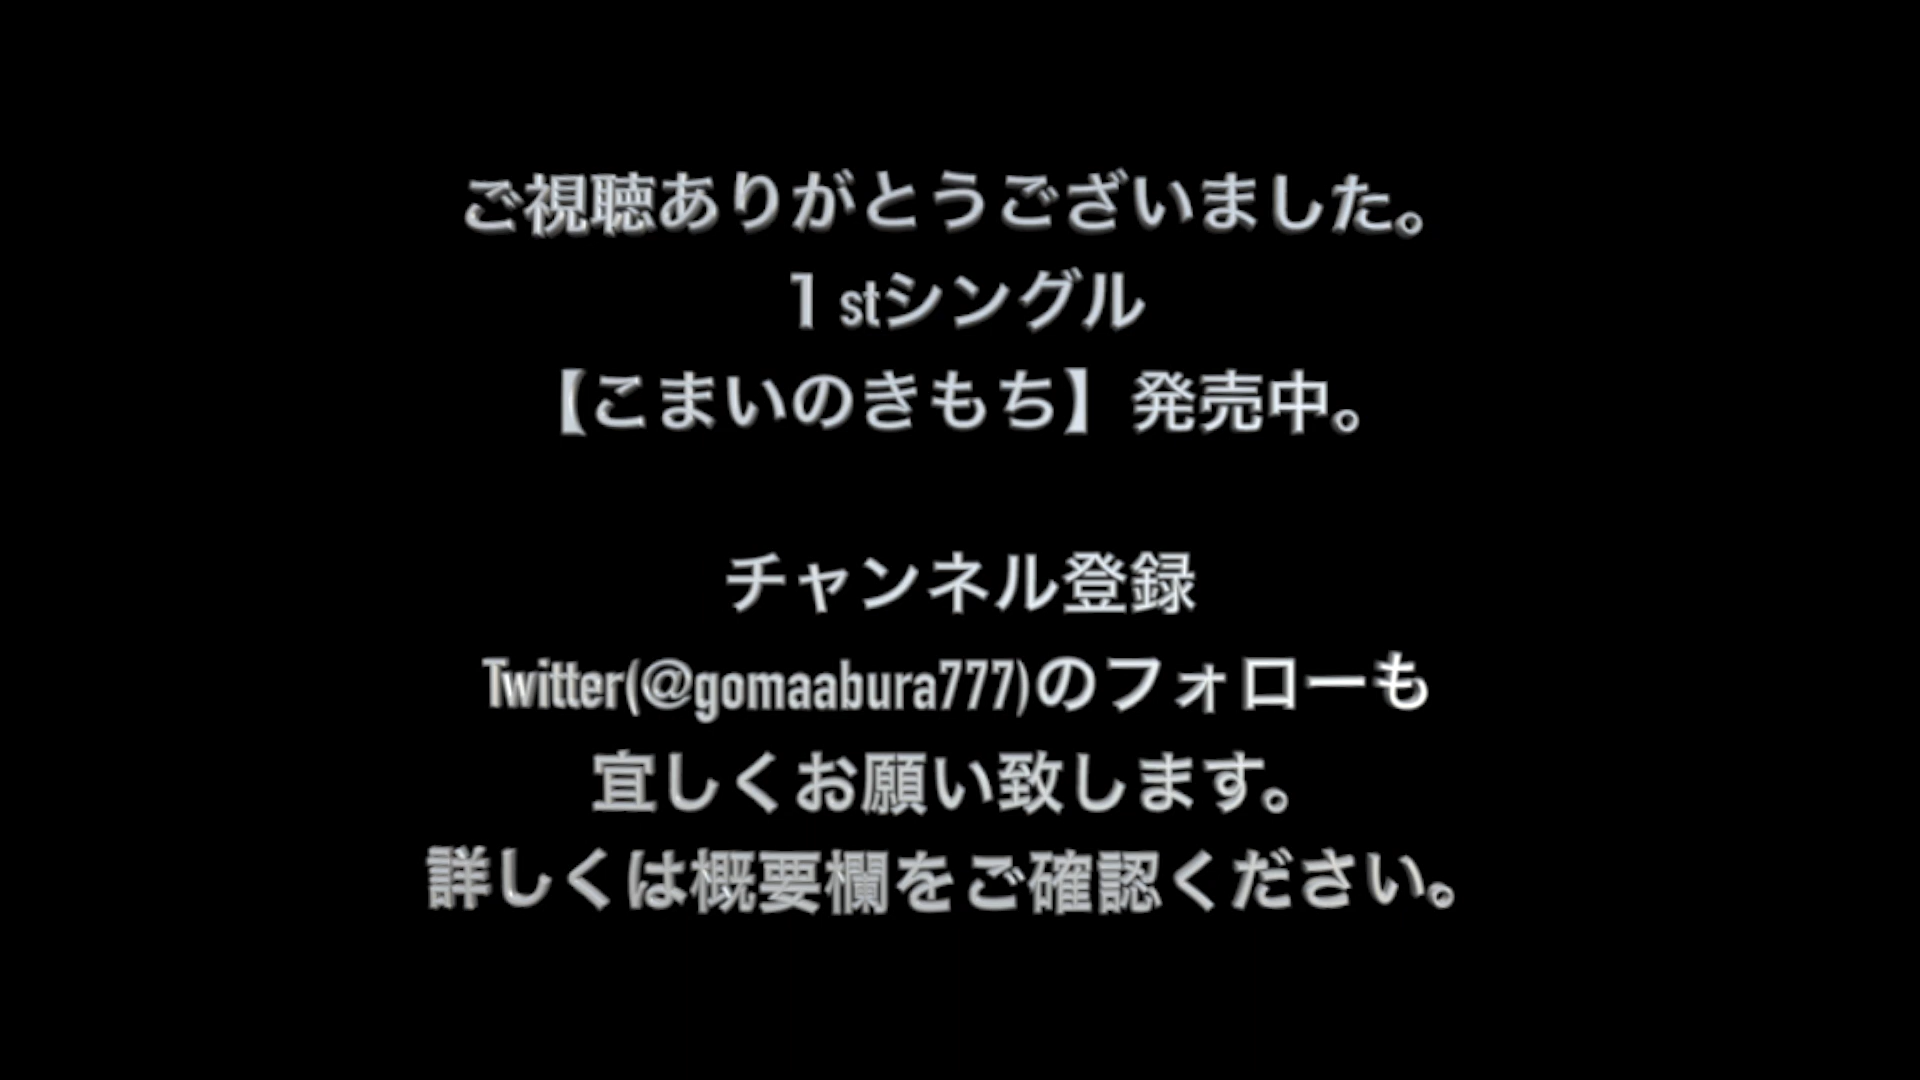 ご視聴ありがとうございました。
１stシングル
【こまいのきもち】発売中。
チャンネル登録
Twitter(@gomaabura777)のフォローも
宜しくお願い致します。
詳しくは概要欄をご確認ください。